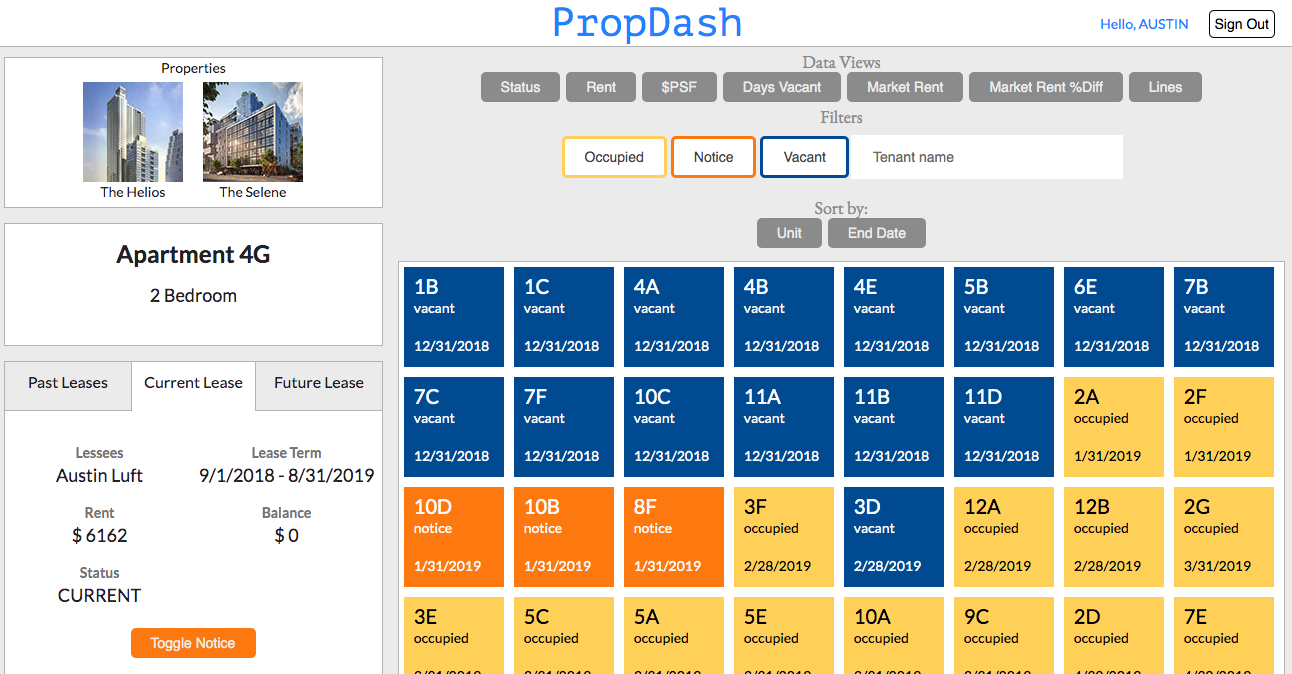 PropDash
Hello, AUSTIN
Sign Out
Properties
The Helios
The Selene
Apartment 4G
2 Bedroom
Past Leases
Current Lease
Future Lease
Lessees
Austin Luft
Lease Term
9/1/2018 - 8/31/2019
Rent
$ 6162
Balance
$ 0
Status
CURRENT
Toggle Notice
Data Views
Status
Rent
$PSF
Days Vacant
Market Rent
Market Rent %Diff
Lines
Filters
Occupied
Notice
Vacant
Tenant name
Sort by:
Unit
End Date
1B
vacant
12/31/2018
1C
vacant
12/31/2018
4A
vacant
12/31/2018
4B
vacant
12/31/2018
4E
vacant
12/31/2018
5B
vacant
12/31/2018
6E
vacant
12/31/2018
7B
vacant
12/31/2018
7C
vacant
12/31/2018
7F
vacant
12/31/2018
10C
vacant
12/31/2018
11A
vacant
12/31/2018
11B
vacant
12/31/2018
11D
vacant
12/31/2018
2A
occupied
1/31/2019
2F
occupied
1/31/2019
10D
notice
1/31/2019
10B
notice
1/31/2019
8F
notice
1/31/2019
3F
occupied
2/28/2019
3D
vacant
2/28/2019
12A
occupied
2/28/2019
12B
occupied
2/28/2019
2G
occupied
3/31/2019
3E
occupied
5C
occupied
5A
occupied
5E
occupied
10A
occupied
9C
occupied
2D
occupied
7E
occupied